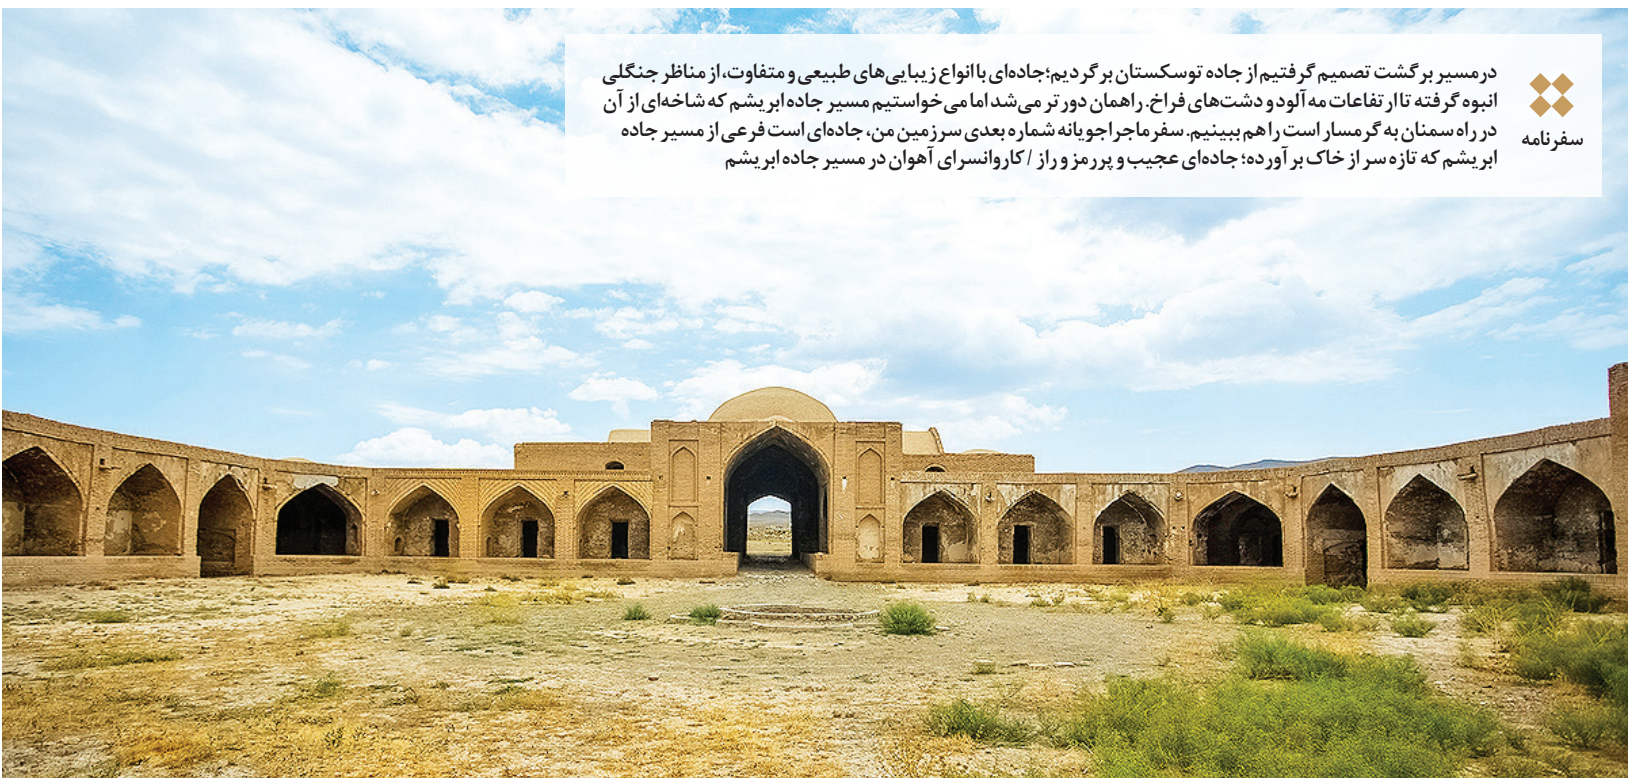 در مسیر برگشت تصمیم گرفتیم از جاده توسکستان برگردیم؛ جاده‌ای با انواع زیبایی‌های طبیعی و متفاوت، از مناظر جنگلی
انبوه گرفته تا ارتفاعات مه‌آلود و دشت‌های فراخ. راهمان دورتر می‌شد اما می‌خواستیم مسیر جاده ابریشم که شاخه‌ای از آن
در راه سمنان به گرمسار است را هم ببینیم. سفر ماجراجویانه شماره بعدی سرزمین من، جاده‌ای است فرعی از مسیر جاده
ابریشم که تازه سر از خاک برآورده؛ جاده‌ای عجیب و پررمز و راز / کاروانسرای آهوان در مسیر جاده ابریشم
سفرنامه